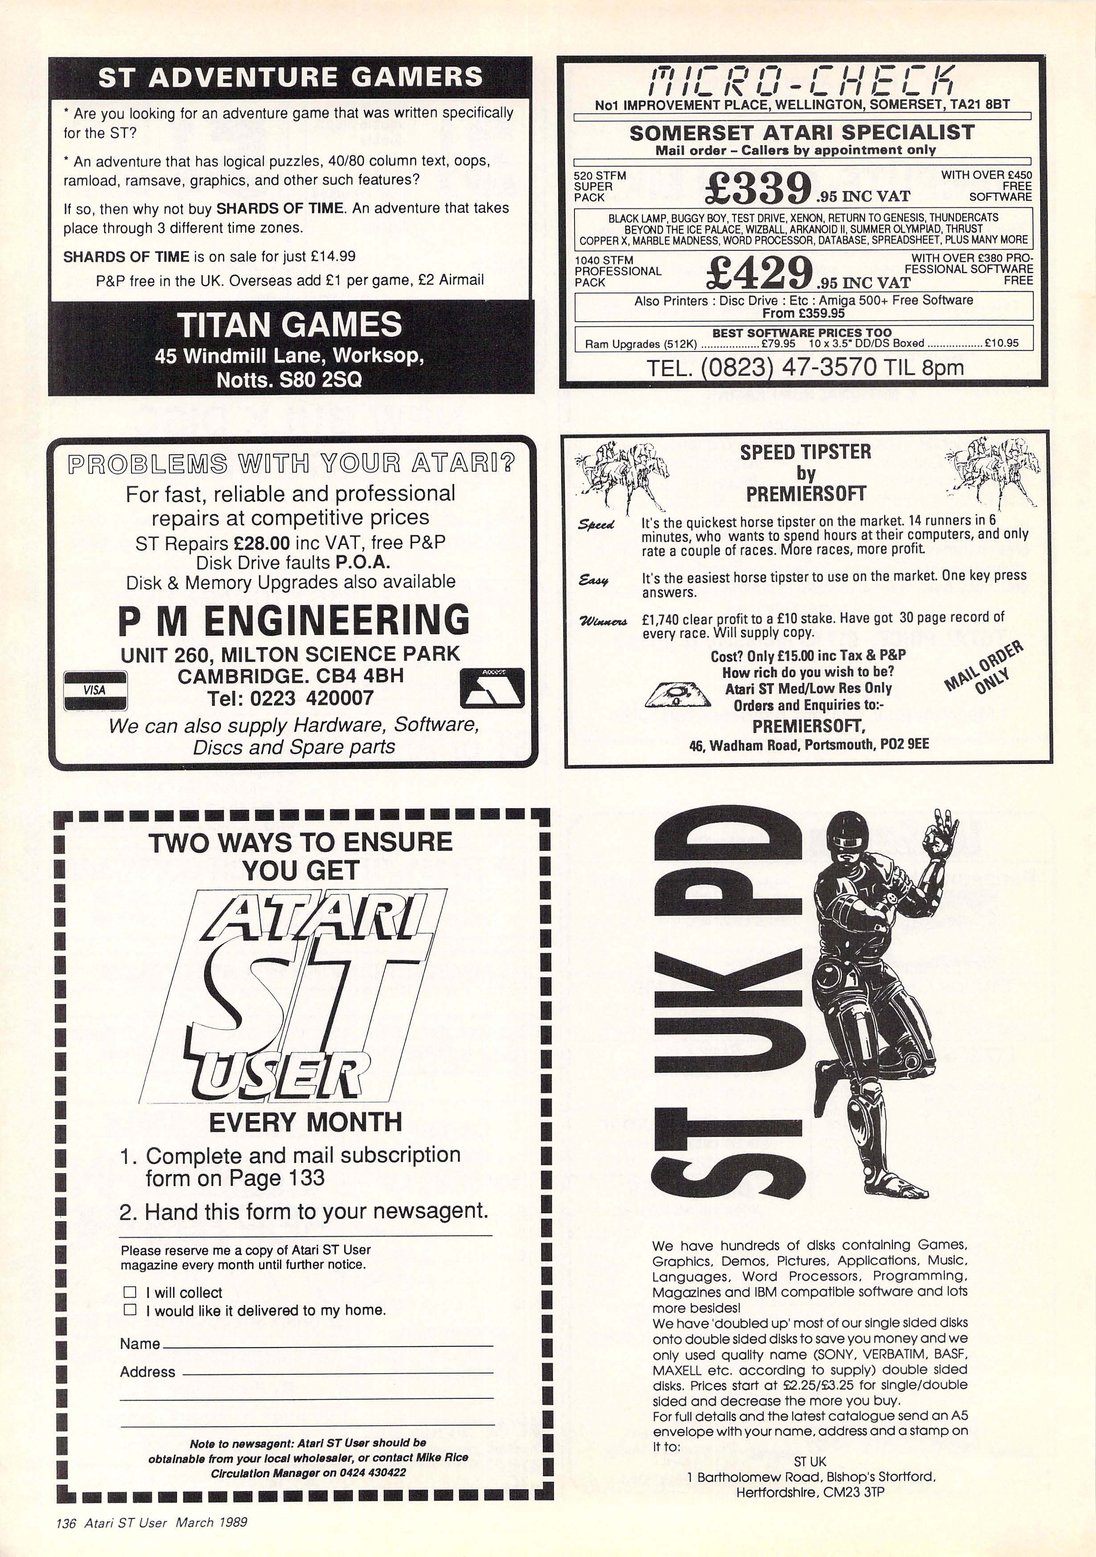 ST ADVENTURE GAMERS
* Are you looking for an adventure game that was written specifically
for the ST?
* An adventure that has logical puzzles, 40/80 column text, oops,
ramload, ramsave, graphics, and other such features?
If so, then why not buy SHARDS OF TIME. An adventure that takes
place through 3 different time zones.
SHARDS OF TIME is on sale for just £14.99
P&P free in the UK. Overseas add £1 per game, £2 Airmail
TITAN GAMES
45 Windmill Lane, Worksop,
Notts. S80 2SQ
MICRO-CHECK
No1 IMPROVEMENT PLACE, WELLINGTON, SOMERSET, TA21 8BT
SOMERSET ATARI SPECIALIST
Mail order – Callers by appointment only
520 STFM
SUPER
PACK
£339.95 INC VAT
WITH OVER £450
FREE
SOFTWARE
BLACK LAMP, BUGGY BOY, TEST DRIVE, XENON, RETURN TO GENESIS, THUNDERCATS
BEYOND THE ICE PALACE, WIZBALL, ARKANOID II, SUMMER OLYMPIAD, THRUST
COPPER X, MARBLE MADNESS, WORD PROCESSOR, DATABASE, SPREADSHEET, PLUS MANY MORE
1040 STFM
PROFESSIONAL
PACK
£429.95 INC VAT
WITH OVER £380 PRO-
FESSIONAL SOFTWARE
FREE
Also Printers : Disc Drive : Etc : Amiga 500+ Free Software
From £359.95
BEST SOFTWARE PRICES TOO
Ram Upgrades (512K) .................. £79.95 10 x 3.5" DD/DS Boxed ................. £10.95
TEL. (0823) 47-3570 TIL 8pm
PROBLEMS WITH YOUR ATARI?
For fast, reliable and professional
repairs at competitive prices
ST Repairs £28.00 inc VAT, free P&P
Disk Drive faults P.O.A.
Disk & Memory Upgrades also available
P M ENGINEERING
UNIT 260, MILTON SCIENCE PARK
CAMBRIDGE. CB4 4BH
Tel: 0223 420007
VISA
ACCESS
We can also supply Hardware, Software,
Discs and Spare parts
SPEED TIPSTER
by
PREMIERSOFT
Speed
It's the quickest horse tipster on the market. 14 runners in 6
minutes, who wants to spend hours at their computers, and only
rate a couple of races. More races, more profit.
Easy
It's the easiest horse tipster to use on the market. One key press
answers.
Winners
£1,740 clear profit to a £10 stake. Have got 30 page record of
every race. Will supply copy.
Cost? Only £15.00 inc Tax & P&P
How rich do you wish to be?
Atari ST Med/Low Res Only
Orders and Enquiries to:-
MAIL ORDER
ONLY
PREMIERSOFT,
46, Wadham Road, Portsmouth, PO2 9EE
TWO WAYS TO ENSURE
YOU GET
ATARI
ST
USER
EVERY MONTH
1. Complete and mail subscription
form on Page 133
2. Hand this form to your newsagent.
Please reserve me a copy of Atari ST User
magazine every month until further notice.
☐ I will collect
☐ I would like it delivered to my home.
Name
Address
Note to newsagent: Atari ST User should be
obtainable from your local wholesaler, or contact Mike Rice
Circulation Manager on 0424 430422
ST UK PD
We have hundreds of disks containing Games,
Graphics, Demos, Pictures, Applications, Music,
Languages, Word Processors, Programming,
Magazines and IBM compatible software and lots
more besides!
We have 'doubled up' most of our single sided disks
onto double sided disks to save you money and we
only used quality name (SONY, VERBATIM, BASF,
MAXELL etc. according to supply) double sided
disks. Prices start at £2.25/£3.25 for single/double
sided and decrease the more you buy.
For full details and the latest catalogue send an A5
envelope with your name, address and a stamp on
it to:
ST UK
1 Bartholomew Road, Bishop's Stortford,
Hertfordshire, CM23 3TP
136 Atari ST User March 1989